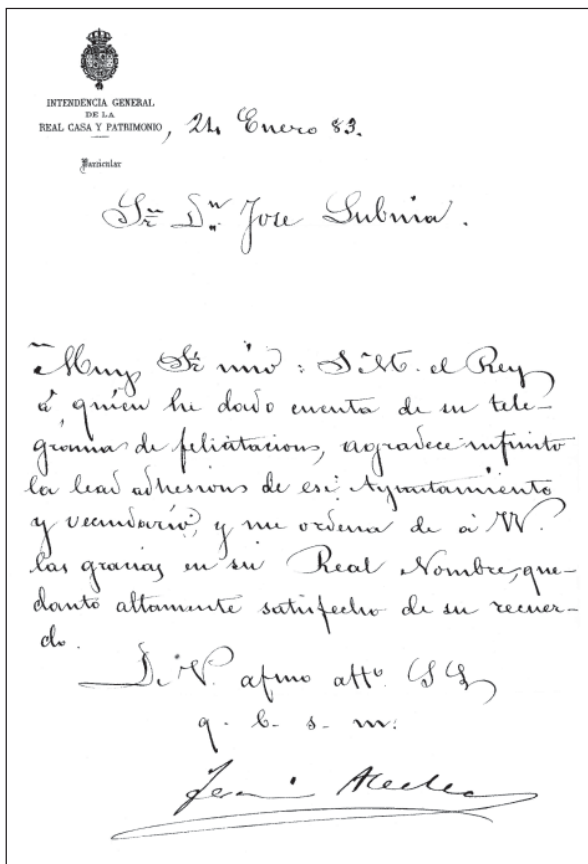 INTENDENCIA GENERAL
DE LA
REAL CASA Y PATRIMONIO, 24 Enero 83.
Particular
Sr. Dn. Jose Subina.
Muy Sr. mio: S.M. el Rey
á quien he dado cuenta de su tele-
grama de felicitacion, agradece infinito
la leal adhesion de ese Ayuntamiento
y vecindario, y me ordena de á VV.
las gracias en su Real Nombre, que-
dando altamente satisfecho de su recuer-
do.
De V. afmo atto. SS
q. b. s. m.